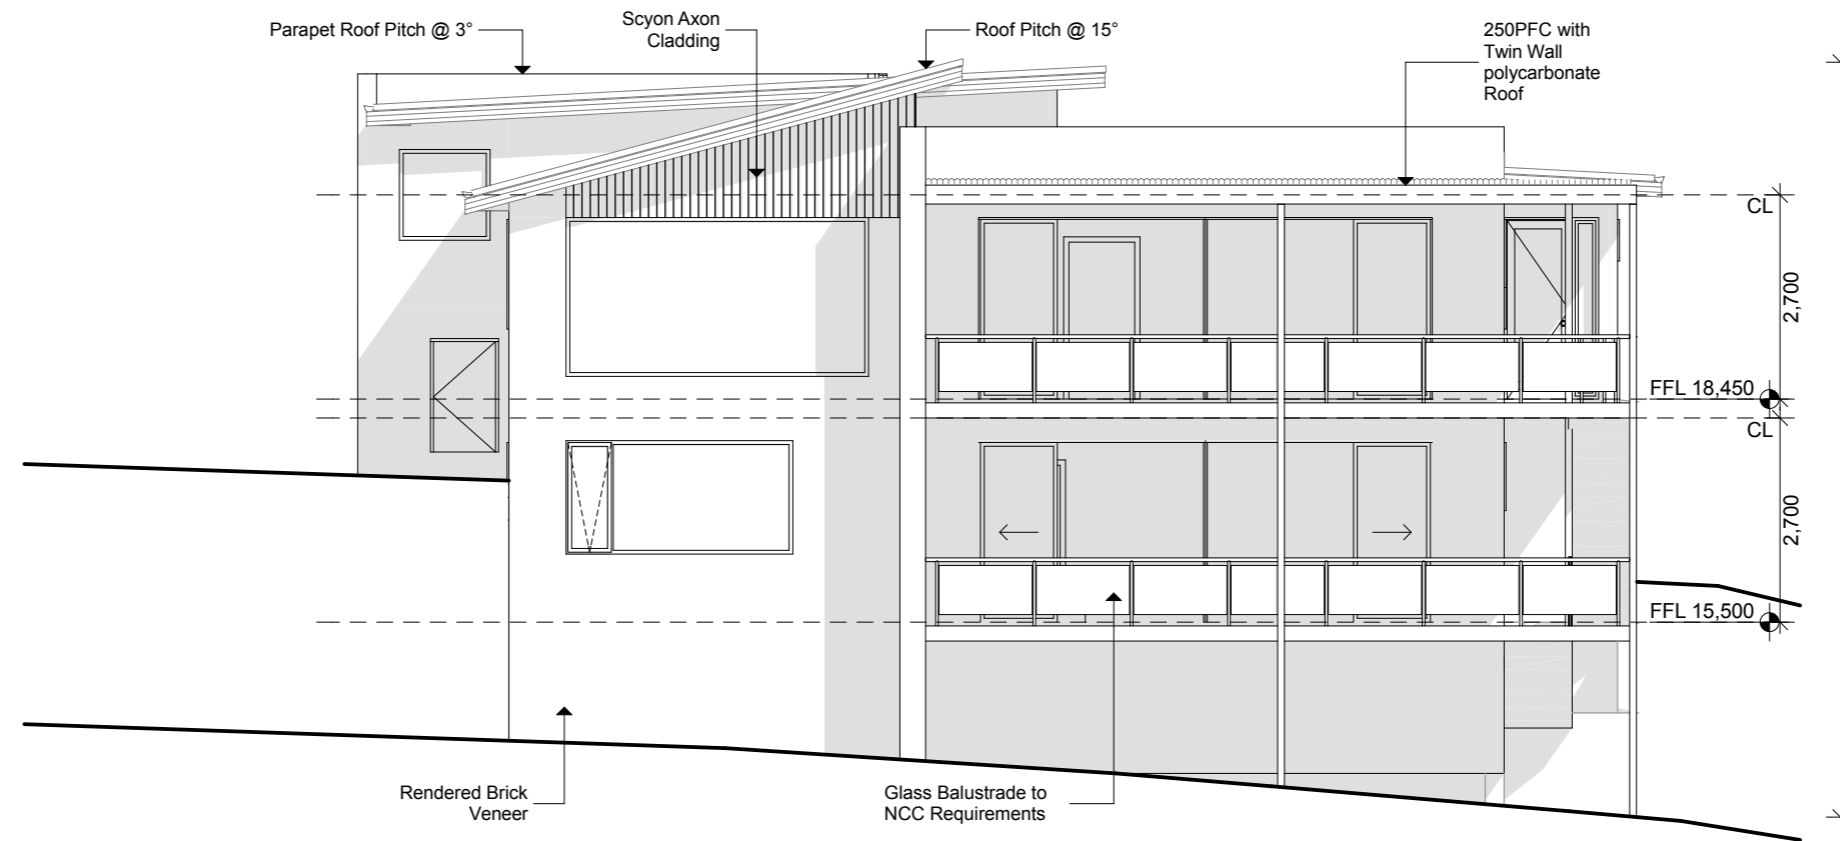 Parapet Roof Pitch @ 3°
Scyon Axon
Cladding
Roof Pitch @ 15°
250PFC with
Twin Wall
polycarbonate
Roof
CL
2,700
FFL 18,450
CL
2,700
FFL 15,500
Rendered Brick
Veneer
Glass Balustrade to
NCC Requirements